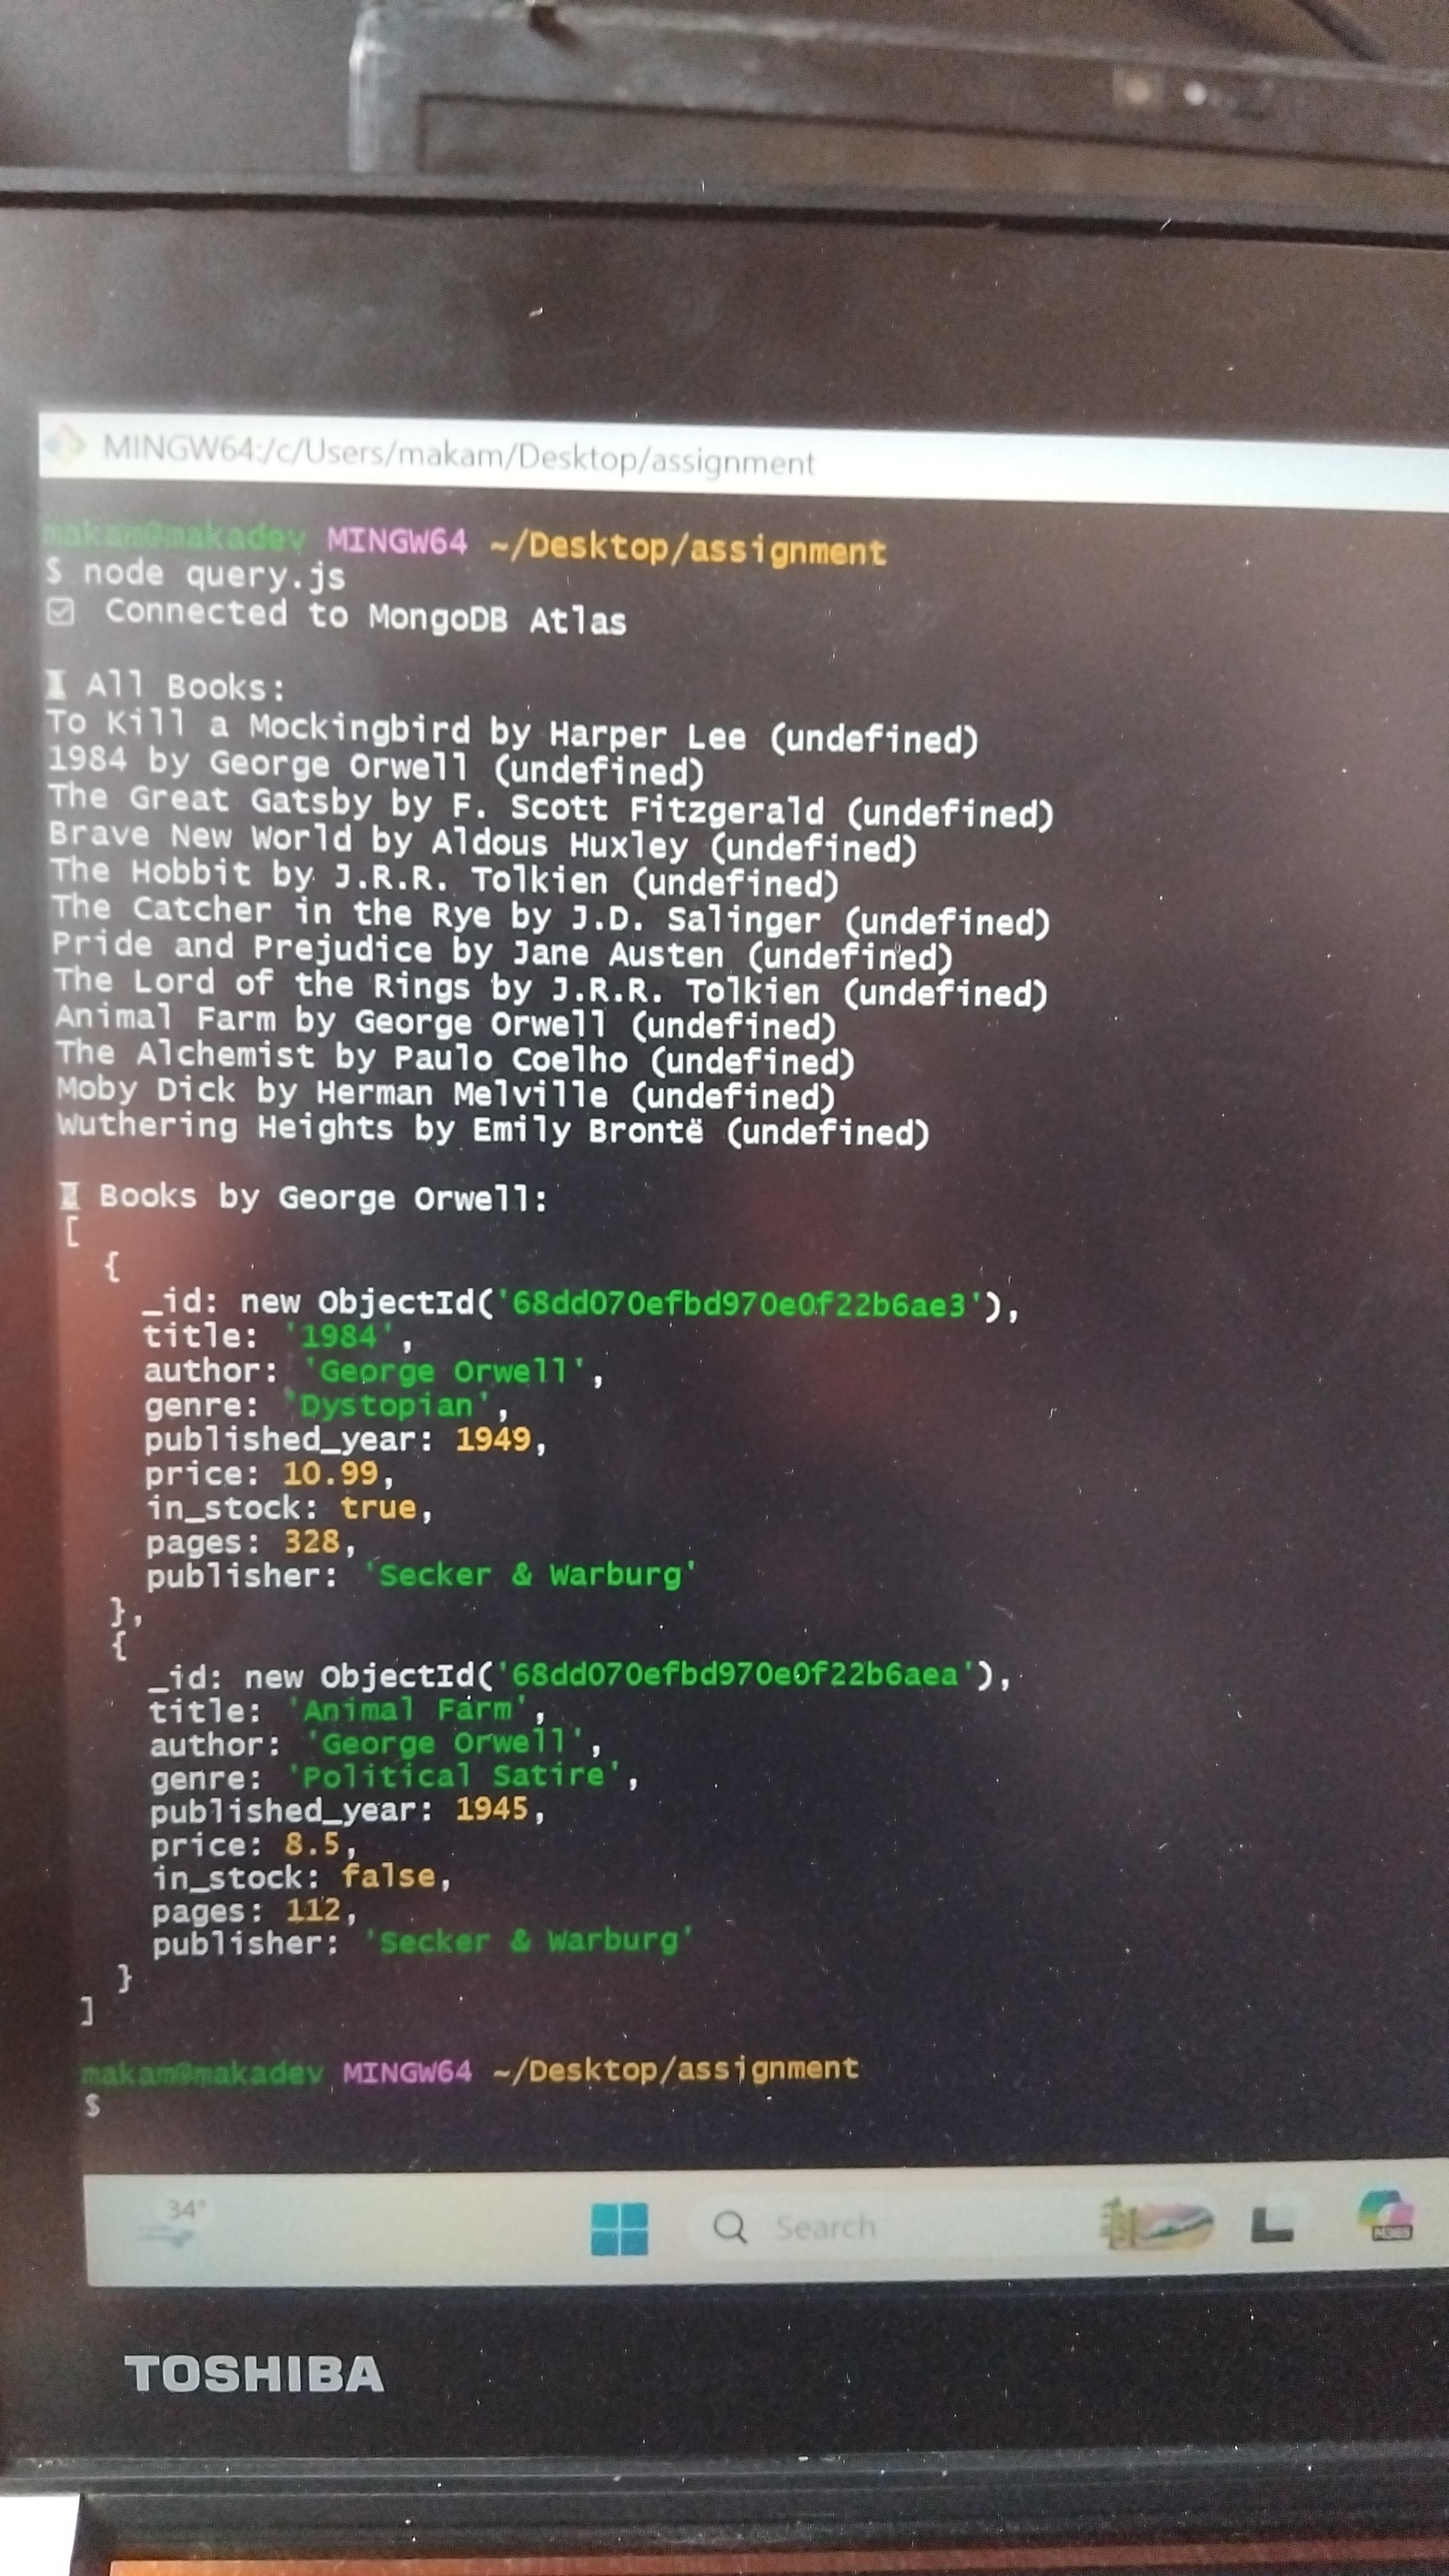 MINGW64:/c/Users/makam/Desktop/assignment
makam@makadev MINGW64 ~/Desktop/assignment
$ node query.js
Connected to MongoDB Atlas
All Books:
To Kill a Mockingbird by Harper Lee (undefined)
1984 by George Orwell (undefined)
The Great Gatsby by F. Scott Fitzgerald (undefined)
Brave New World by Aldous Huxley (undefined)
The Hobbit by J.R.R. Tolkien (undefined)
The Catcher in the Rye by J.D. Salinger (undefined)
Pride and Prejudice by Jane Austen (undefined)
The Lord of the Rings by J.R.R. Tolkien (undefined)
Animal Farm by George Orwell (undefined)
The Alchemist by Paulo Coelho (undefined)
Moby Dick by Herman Melville (undefined)
Wuthering Heights by Emily Brontë (undefined)
Books by George Orwell:
[
{
_id: new ObjectId('68dd070efbd970e0f22b6ae3'),
title: '1984',
author: 'George Orwell',
genre: 'Dystopian',
published_year: 1949,
price: 10.99,
in_stock: true,
pages: 328,
publisher: 'Secker & Warburg'
},
{
_id: new ObjectId('68dd070efbd970e0f22b6aea'),
title: 'Animal Farm',
author: 'George Orwell',
genre: 'Political Satire',
published_year: 1945,
price: 8.5,
in_stock: false,
pages: 112,
publisher: 'Secker & Warburg'
}
]
makam@makadev MINGW64 ~/Desktop/assignment
$
34°
Search
M365
TOSHIBA